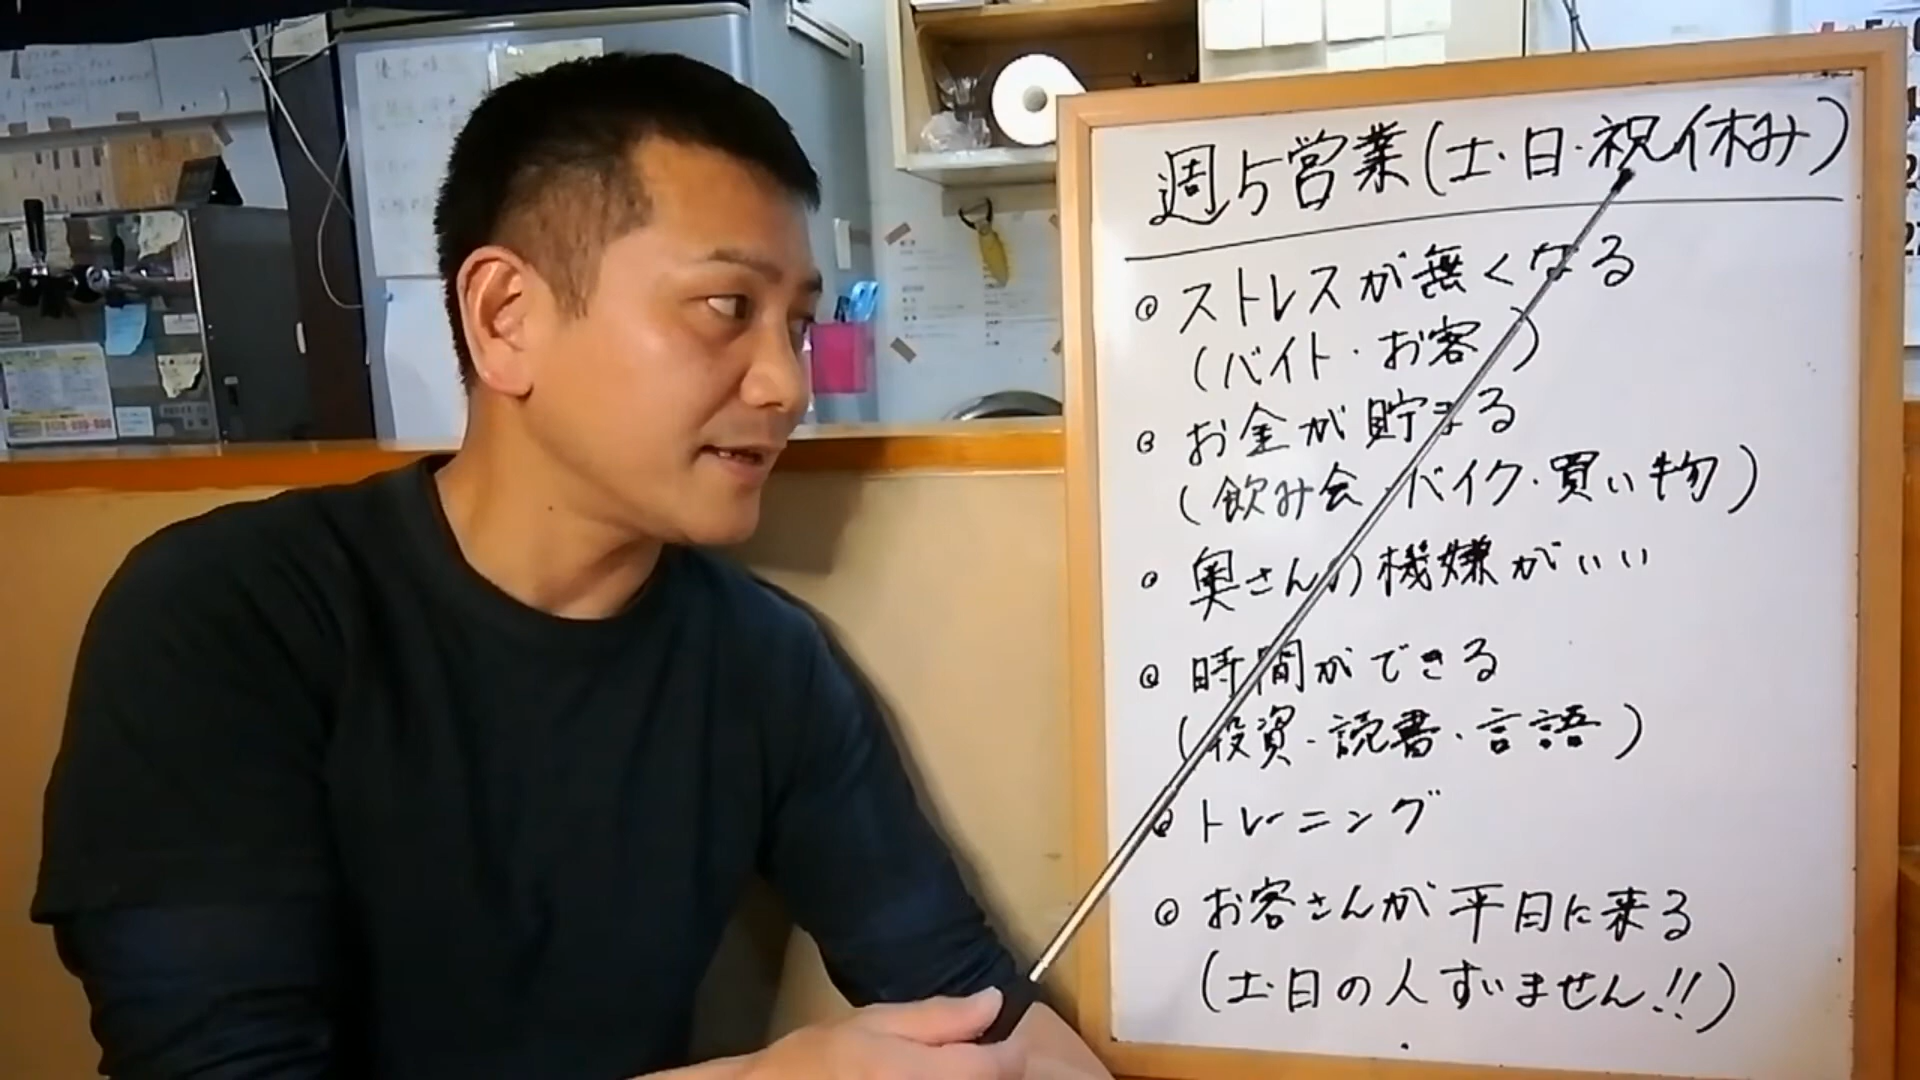 週5営業(土・日・祝休み)
ストレスが無くなる
(バイト・お客)
お金が貯まる
(飲み会・バイク・買い物)
奥さんの機嫌がいい
時間ができる
(投資・読書・言語)
トレーニング
お客さんが平日に来る
(土・日の人すいません!!)